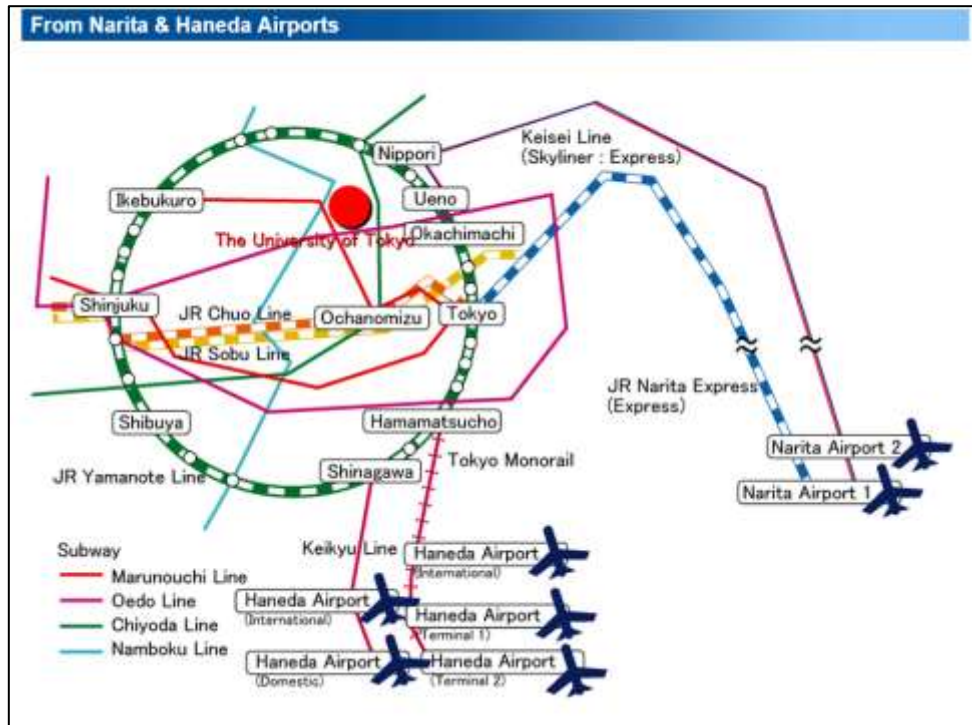 From Narita & Haneda Airports
Keisei Line
(Skyliner : Express)
Nippori
Ikebukuro
Ueno
The University of Tokyo
Okachimachi
Shinjuku
JR Chuo Line
Ochanomizu
Tokyo
JR Sobu Line
JR Narita Express
(Express)
Shibuya
Hamamatsucho
Narita Airport 2
Tokyo Monorail
Shinagawa
JR Yamanote Line
Narita Airport 1
Subway
Keikyu Line
Haneda Airport
(International)
Marunouchi Line
Oedo Line
Haneda Airport
(International)
Haneda Airport
(Terminal 1)
Chiyoda Line
Namboku Line
Haneda Airport
(Domestic)
Haneda Airport
(Terminal 2)